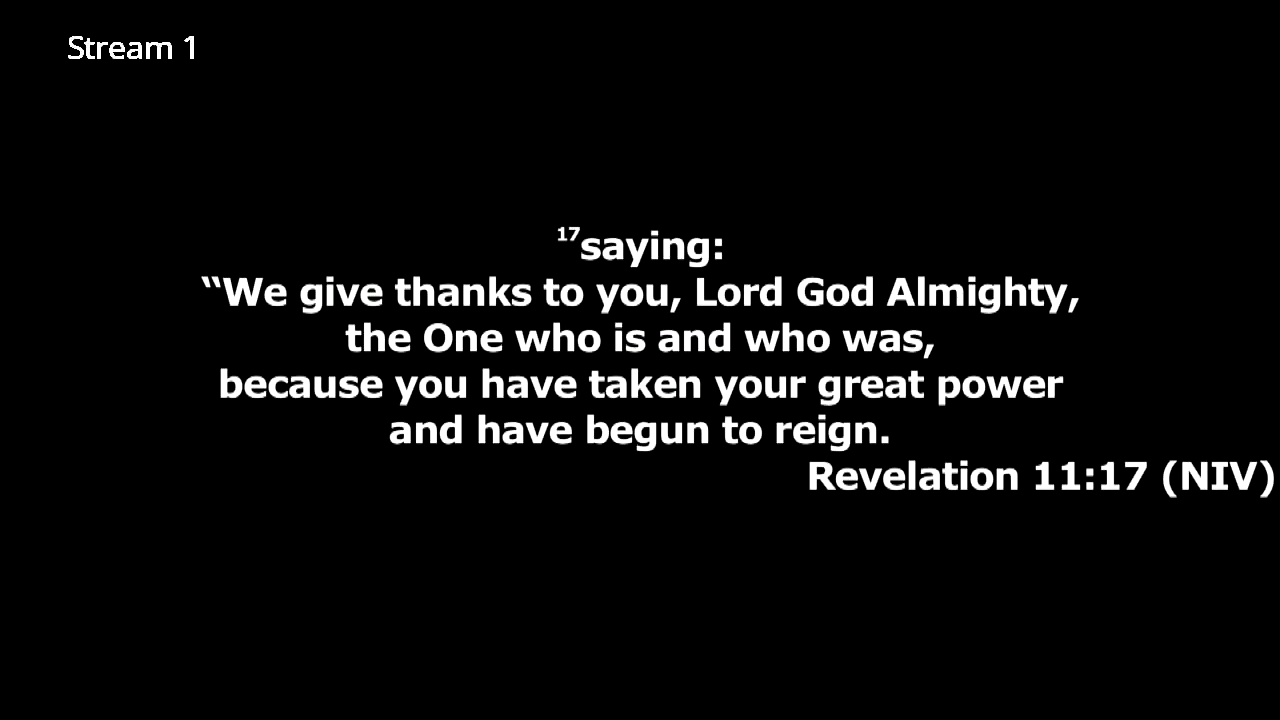 Stream 1
17saying:
“We give thanks to you, Lord God Almighty,
the One who is and who was,
because you have taken your great power
and have begun to reign.
Revelation 11:17 (NIV)